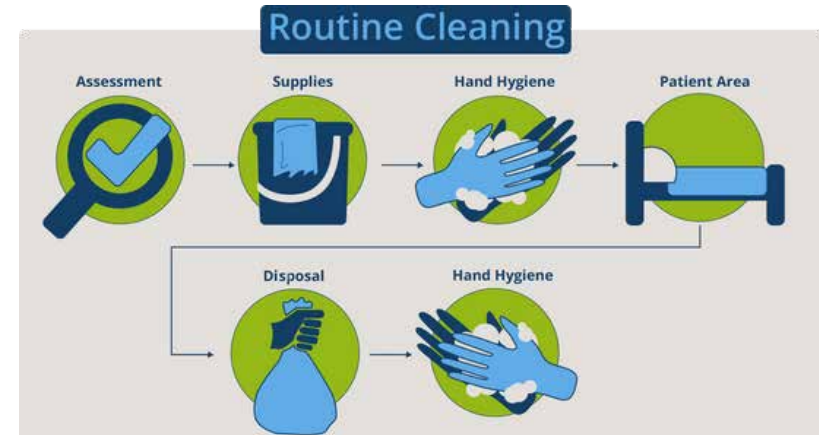 Routine Cleaning
Assessment
Supplies
Hand Hygiene
Patient Area
Disposal
Hand Hygiene